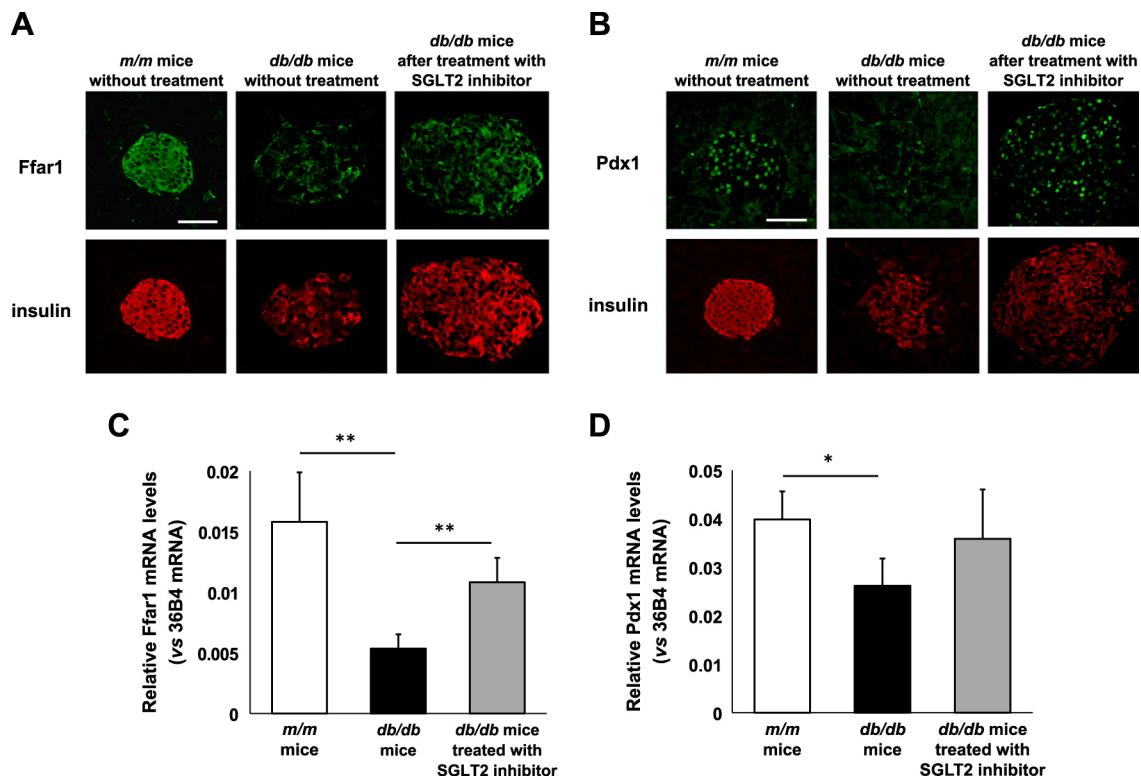 A
m/m mice
without treatment
db/db mice
without treatment
db/db mice
after treatment with
SGLT2 inhibitor
Ffar1
insulin
B
m/m mice
without treatment
db/db mice
without treatment
db/db mice
after treatment with
SGLT2 inhibitor
Pdx1
insulin
C
Relative Ffar1 mRNA levels
(vs 36B4 mRNA)
0.02
0.015
0.01
0.005
0
**
**
m/m
mice
db/db
mice
db/db mice
treated with
SGLT2 inhibitor
D
Relative Pdx1 mRNA levels
(vs 36B4 mRNA)
0.05
0.04
0.03
0.02
0.01
0
*
m/m
mice
db/db
mice
db/db mice
treated with
SGLT2 inhibitor